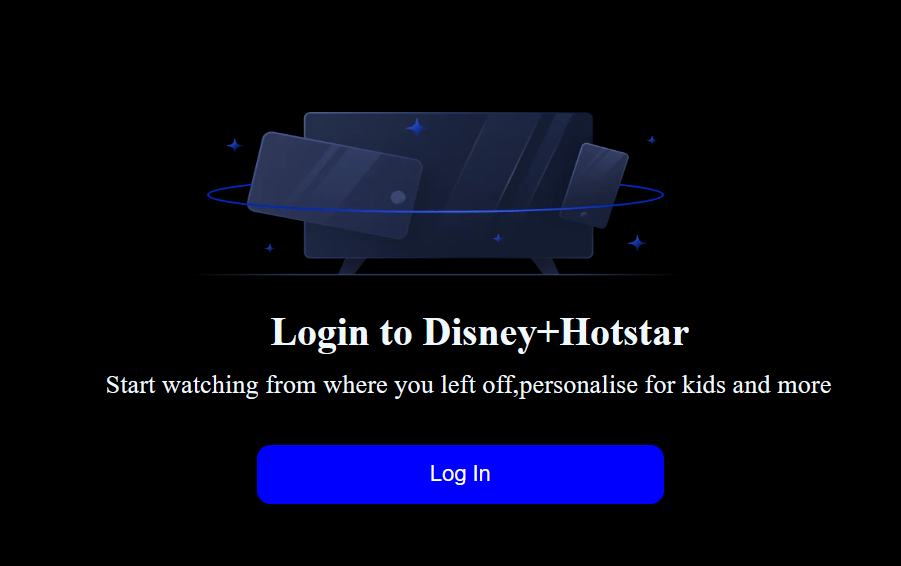 Login to Disney+Hotstar
Start watching from where you left off,personalise for kids and more
Log In